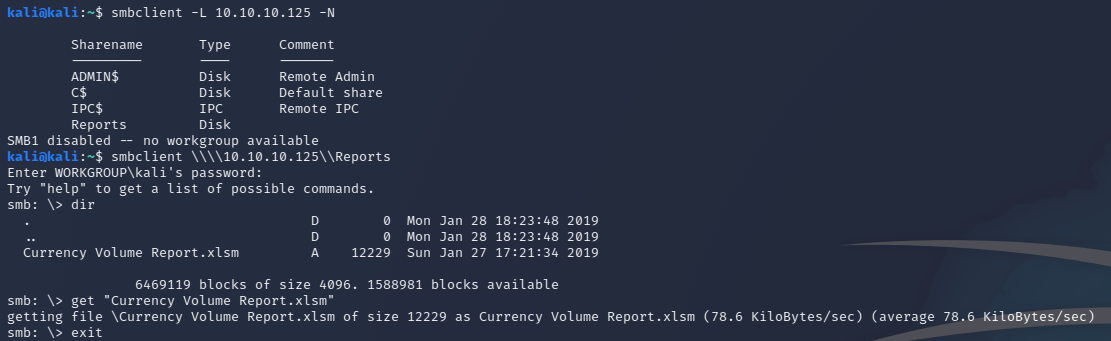 kali@kali:~$ smbclient -L 10.10.10.125 -N
Sharename Type Comment
--------- ---- -------
ADMIN$ Disk Remote Admin
C$ Disk Default share
IPC$ IPC Remote IPC
Reports Disk
SMB1 disabled -- no workgroup available
kali@kali:~$ smbclient \\\\10.10.10.125\\Reports
Enter WORKGROUP\kali's password:
Try "help" to get a list of possible commands.
smb: \> dir
. D 0 Mon Jan 28 18:23:48 2019
.. D 0 Mon Jan 28 18:23:48 2019
Currency Volume Report.xlsm A 12229 Sun Jan 27 17:21:34 2019
6469119 blocks of size 4096. 1588981 blocks available
smb: \> get "Currency Volume Report.xlsm"
getting file \Currency Volume Report.xlsm of size 12229 as Currency Volume Report.xlsm (78.6 KiloBytes/sec) (average 78.6 KiloBytes/sec)
smb: \> exit